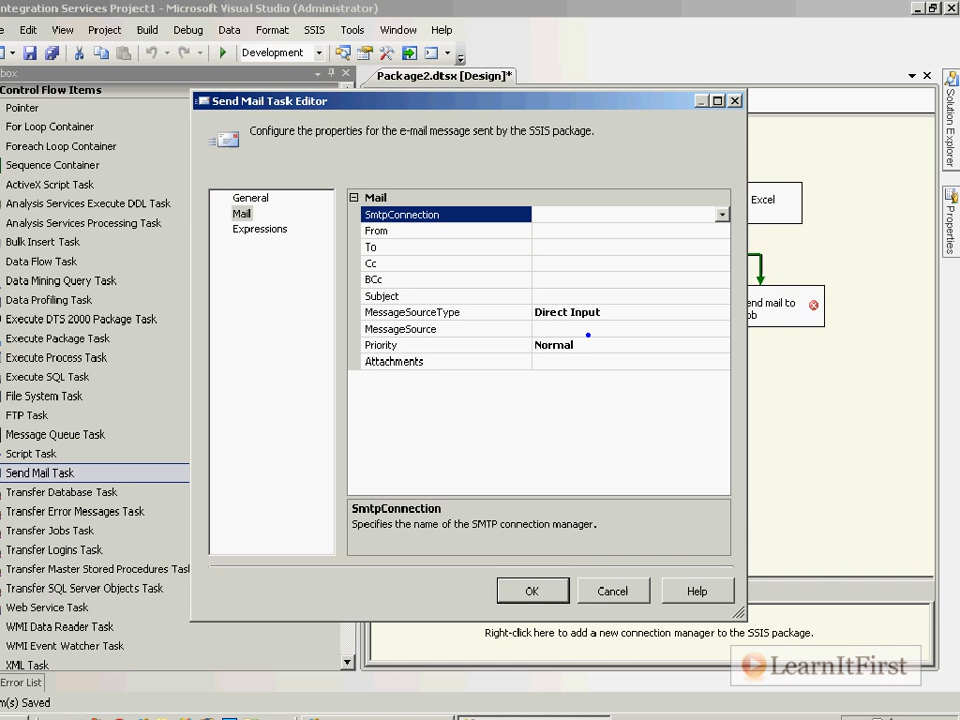 Integration Services Project1 - Microsoft Visual Studio (Administrator)
Edit View Project Build Debug Data Format SSIS Tools Window Help
Development
Package2.dtsx [Design]*
Control Flow Items
Pointer
For Loop Container
Foreach Loop Container
Sequence Container
ActiveX Script Task
Analysis Services Execute DDL Task
Analysis Services Processing Task
Bulk Insert Task
Data Flow Task
Data Mining Query Task
Data Profiling Task
Execute DTS 2000 Package Task
Execute Package Task
Execute Process Task
Execute SQL Task
File System Task
FTP Task
Message Queue Task
Script Task
Send Mail Task
Transfer Database Task
Transfer Error Messages Task
Transfer Jobs Task
Transfer Logins Task
Transfer Master Stored Procedures Task
Transfer SQL Server Objects Task
Web Service Task
WMI Data Reader Task
WMI Event Watcher Task
XML Task
Error List
m(s) Saved
Send Mail Task Editor
Configure the properties for the e-mail message sent by the SSIS package.
General
Mail
Expressions
Mail
SmtpConnection
From
To
Cc
BCc
Subject
MessageSourceType Direct Input
MessageSource
Priority Normal
Attachments
SmtpConnection
Specifies the name of the SMTP connection manager.
OK Cancel Help
Excel
end mail to
ob
Right-click here to add a new connection manager to the SSIS package.
Solution Explorer
Properties
LearnItFirst